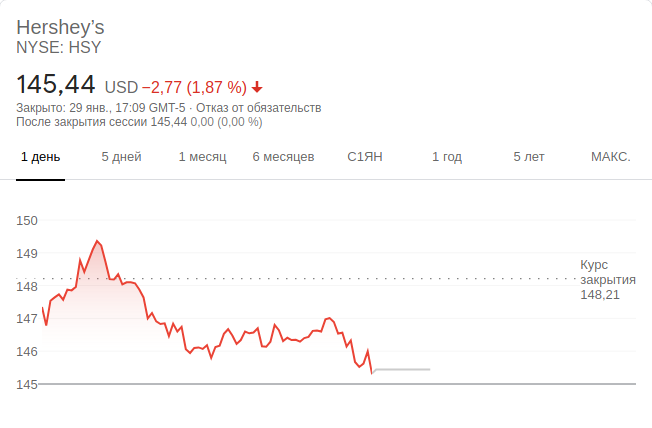 Hershey’s
NYSE: HSY
145,44 USD −2,77 (1,87 %)
Закрыто: 29 янв., 17:09 GMT-5 · Отказ от обязательств
После закрытия сессии 145,44 0,00 (0,00 %)
1 день 5 дней 1 месяц 6 месяцев С1ЯН 1 год 5 лет МАКС.
150
149
148
147
146
145
Курс
закрытия
148,21